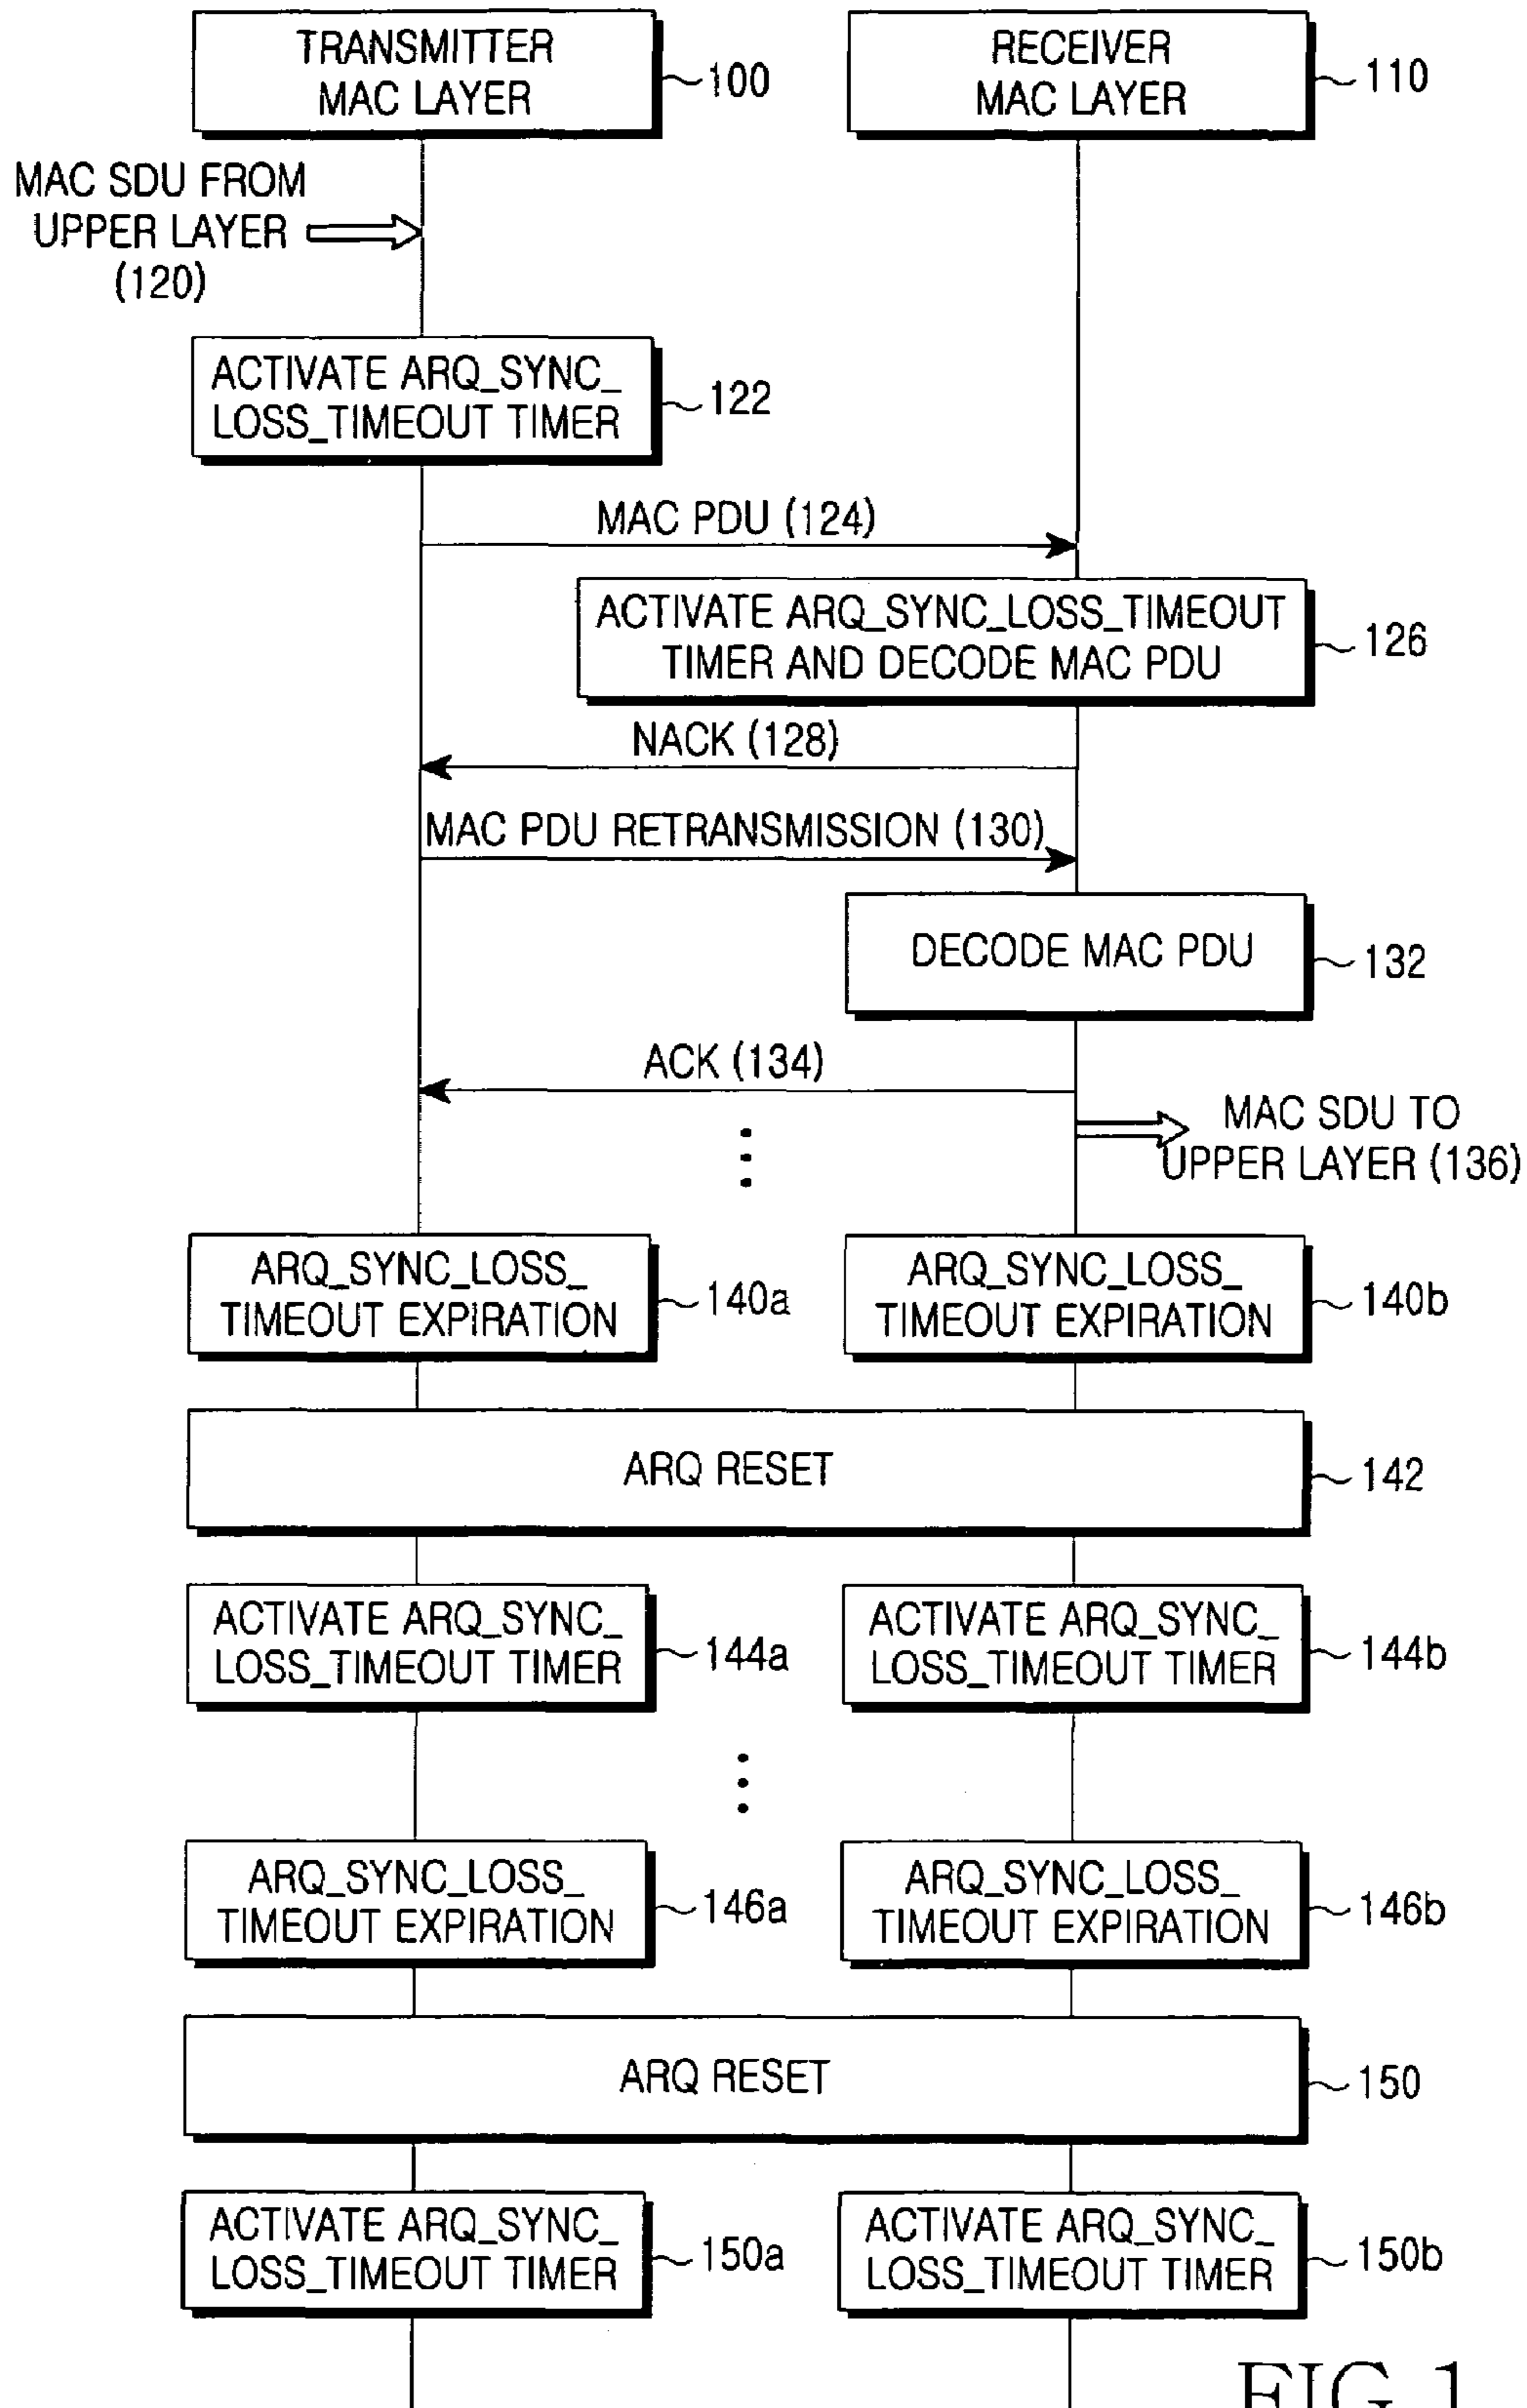 TRANSMITTER
MAC LAYER
100
RECEIVER
MAC LAYER
110
MAC SDU FROM
UPPER LAYER
(120)
ACTIVATE ARQ_SYNC_
LOSS_TIMEOUT TIMER
122
MAC PDU (124)
ACTIVATE ARQ_SYNC_LOSS_TIMEOUT
TIMER AND DECODE MAC PDU
126
NACK (128)
MAC PDU RETRANSMISSION (130)
DECODE MAC PDU
132
ACK (134)
MAC SDU TO
UPPER LAYER (136)
ARQ_SYNC_LOSS_
TIMEOUT EXPIRATION
140a
ARQ_SYNC_LOSS_
TIMEOUT EXPIRATION
140b
ARQ RESET
142
ACTIVATE ARQ_SYNC_
LOSS_TIMEOUT TIMER
144a
ACTIVATE ARQ_SYNC_
LOSS_TIMEOUT TIMER
144b
ARQ_SYNC_LOSS_
TIMEOUT EXPIRATION
146a
ARQ_SYNC_LOSS_
TIMEOUT EXPIRATION
146b
ARQ RESET
150
ACTIVATE ARQ_SYNC_
LOSS_TIMEOUT TIMER
150a
ACTIVATE ARQ_SYNC_
LOSS_TIMEOUT TIMER
150b
FIG.1